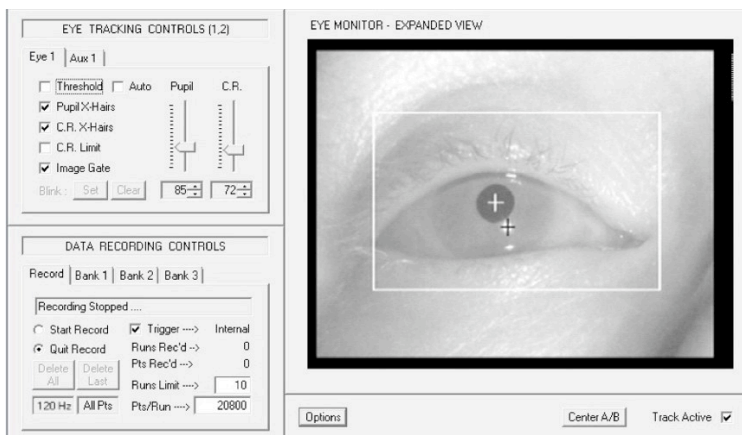 EYE TRACKING CONTROLS (1,2)
Eye 1 Aux 1
Threshold Auto Pupil C.R.
Pupil X-Hairs
C.R. X-Hairs
C.R. Limit
Image Gate
Blink : Set Clear 85 72
DATA RECORDING CONTROLS
Record Bank 1 Bank 2 Bank 3
Recording Stopped ....
Start Record Trigger ----> Internal
Quit Record Runs Rec'd --> 0
Delete All Delete Last Pts Rec'd ---> 0
Runs Limit ----> 10
120 Hz All Pts Pts/Run ----> 20800
EYE MONITOR - EXPANDED VIEW
Options Center A/B Track Active